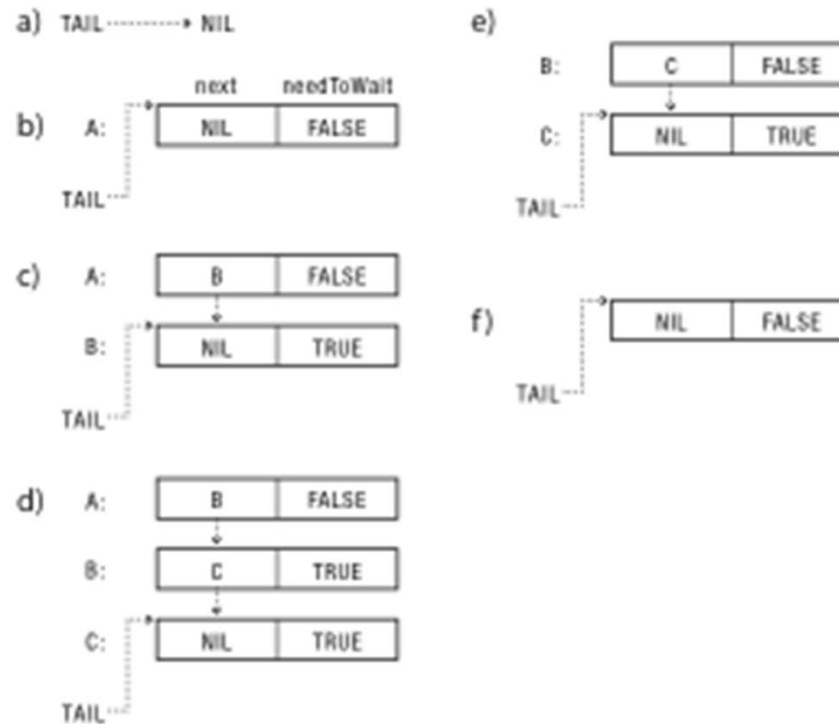 a) TAIL NIL
next needToWait
b) A: NIL FALSE
TAIL
c) A: B FALSE
B: NIL TRUE
TAIL
d) A: B FALSE
B: C TRUE
C: NIL TRUE
TAIL
e)
B: C FALSE
C: NIL TRUE
TAIL
f) NIL FALSE
TAIL